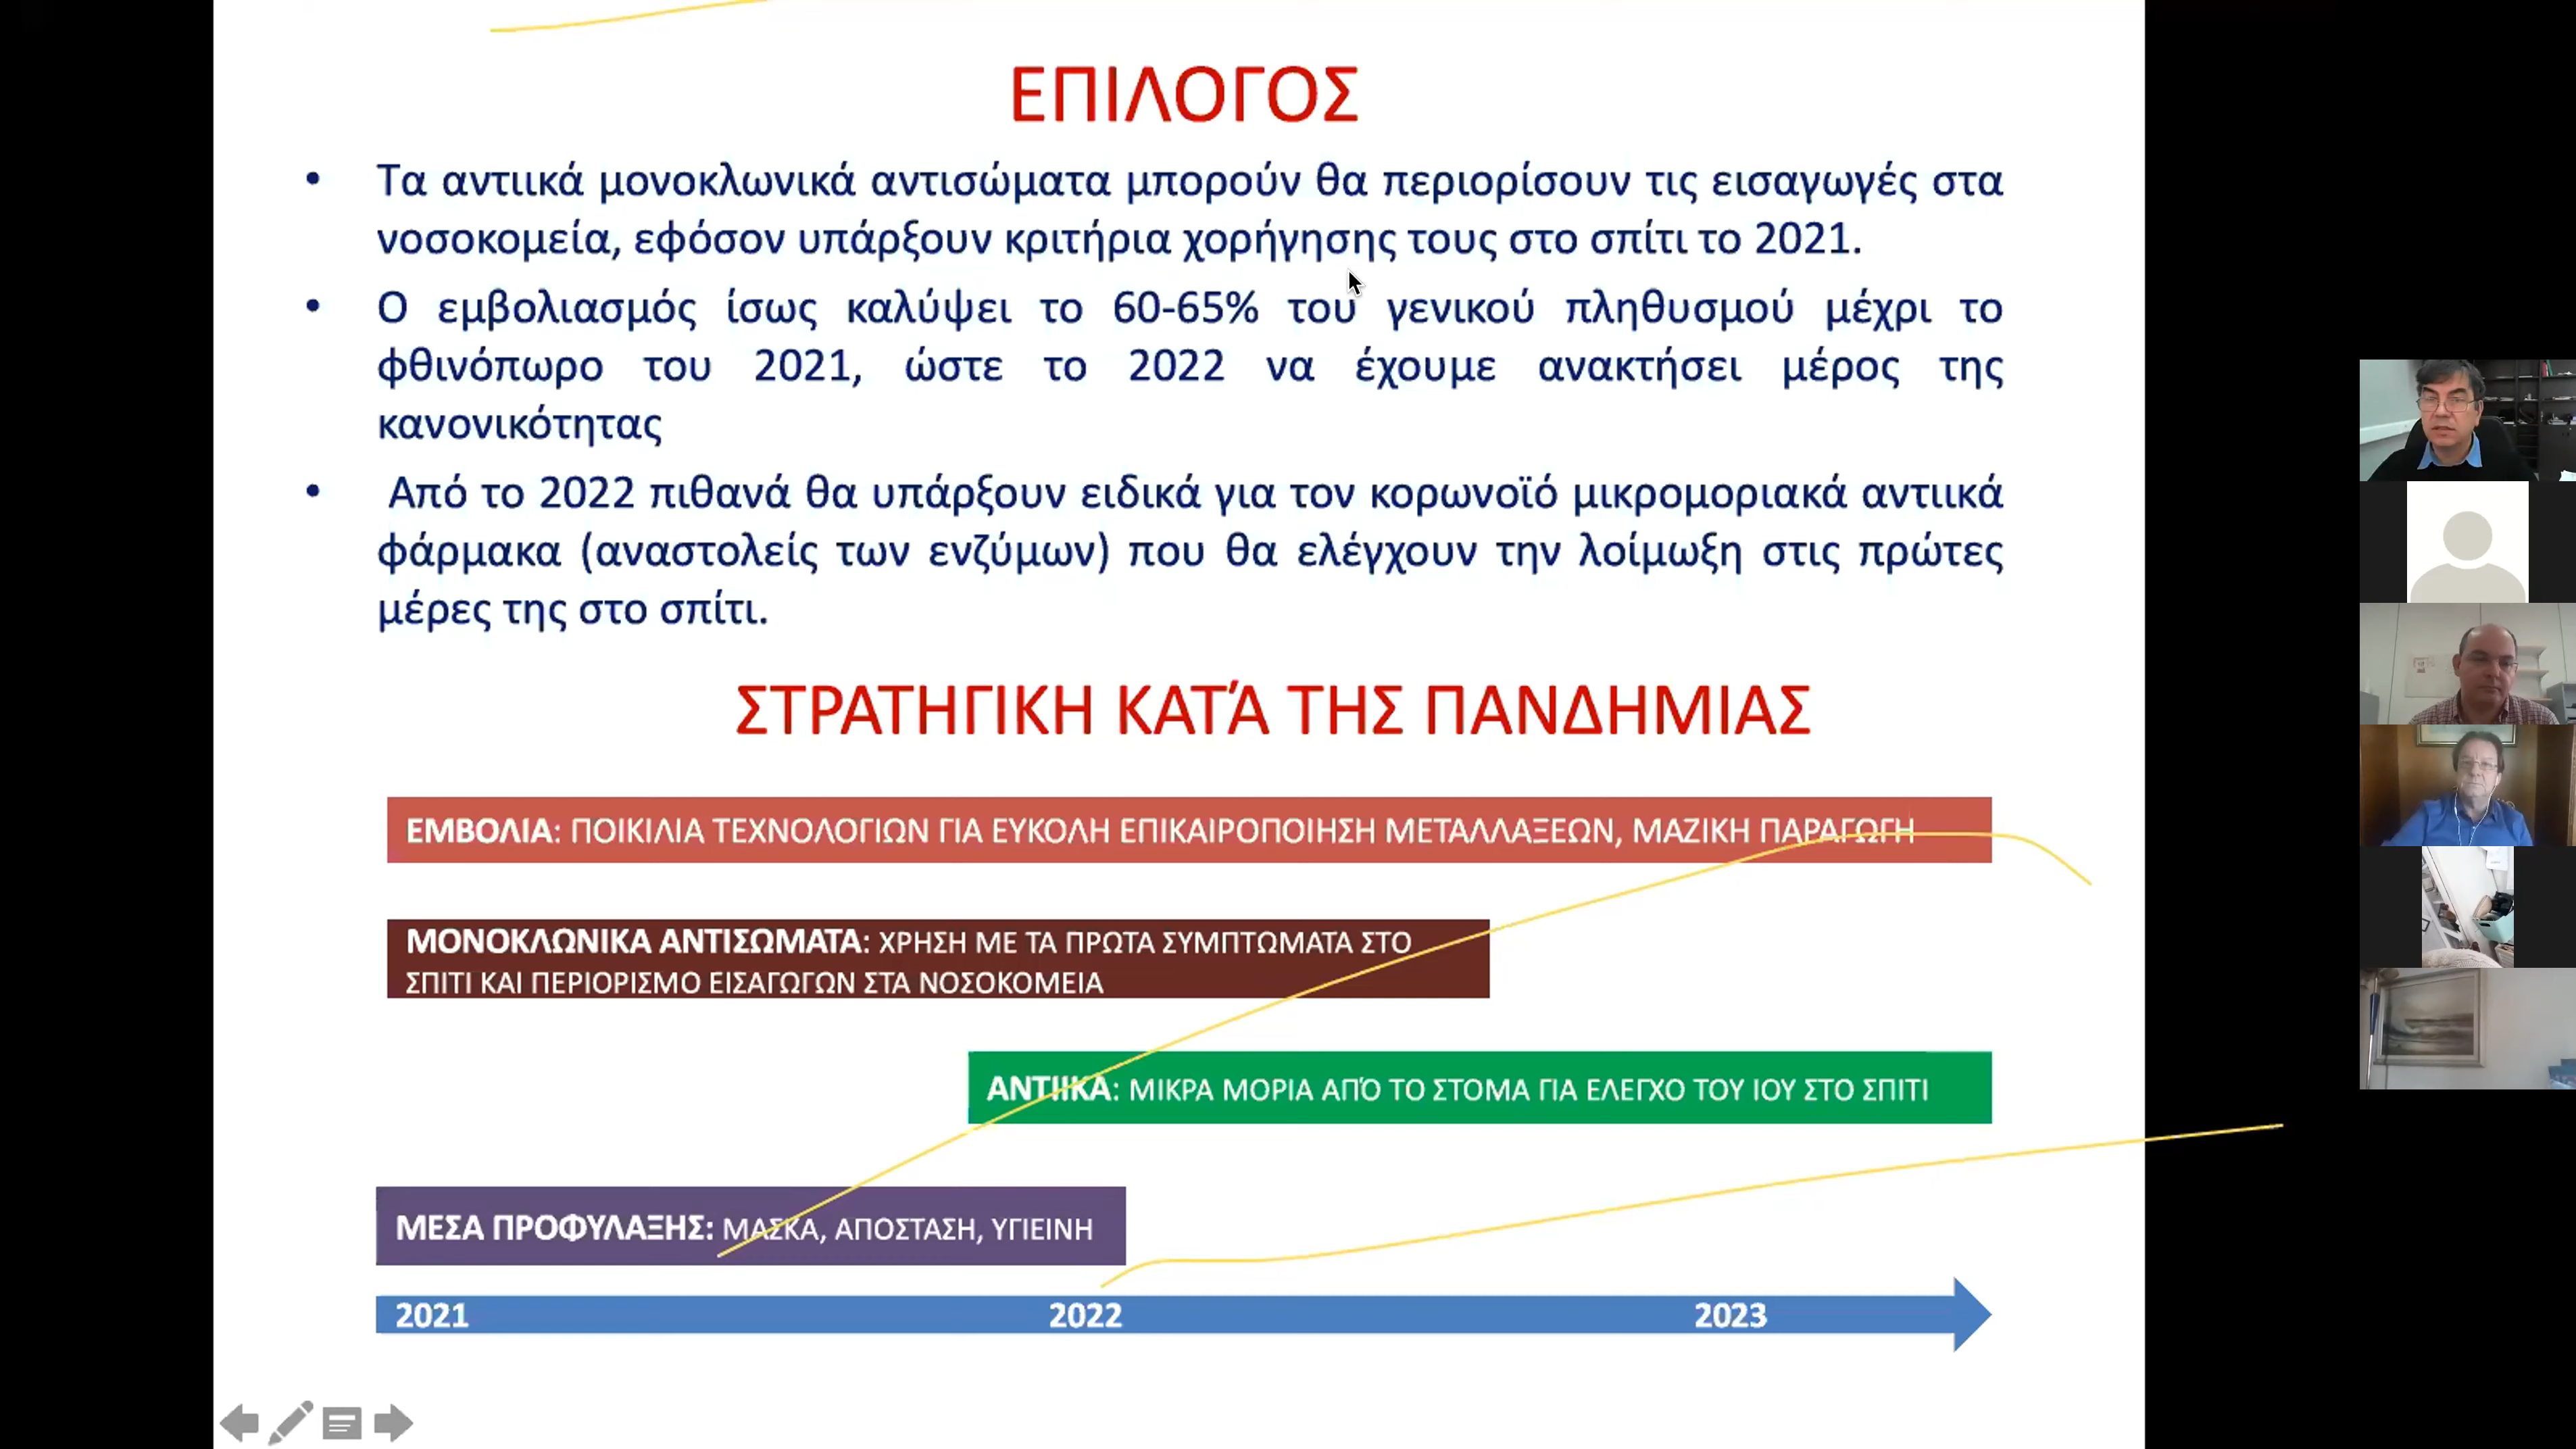 ΕΠΙΛΟΓΟΣ
• Τα αντιικά μονοκλωνικά αντισώματα μπορούν θα περιορίσουν τις εισαγωγές στα
νοσοκομεία, εφόσον υπάρξουν κριτήρια χορήγησης τους στο σπίτι το 2021.
• Ο εμβολιασμός ίσως καλύψει το 60-65% του γενικού πληθυσμού μέχρι το
φθινόπωρο του 2021, ώστε το 2022 να έχουμε ανακτήσει μέρος της
κανονικότητας
• Από το 2022 πιθανά θα υπάρξουν ειδικά για τον κορωνοϊό μικρομοριακά αντιικά
φάρμακα (αναστολείς των ενζύμων) που θα ελέγχουν την λοίμωξη στις πρώτες
μέρες της στο σπίτι.
ΣΤΡΑΤΗΓΙΚΗ ΚΑΤΆ ΤΗΣ ΠΑΝΔΗΜΙΑΣ
ΕΜΒΟΛΙΑ: ΠΟΙΚΙΛΙΑ ΤΕΧΝΟΛΟΓΙΩΝ ΓΙΑ ΕΥΚΟΛΗ ΕΠΙΚΑΙΡΟΠΟΙΗΣΗ ΜΕΤΑΛΛΑΞΕΩΝ, ΜΑΖΙΚΗ ΠΑΡΑΓΩΓΗ
ΜΟΝΟΚΛΩΝΙΚΑ ΑΝΤΙΣΩΜΑΤΑ: ΧΡΗΣΗ ΜΕ ΤΑ ΠΡΩΤΑ ΣΥΜΠΤΩΜΑΤΑ ΣΤΟ
ΣΠΙΤΙ ΚΑΙ ΠΕΡΙΟΡΙΣΜΟ ΕΙΣΑΓΩΓΩΝ ΣΤΑ ΝΟΣΟΚΟΜΕΙΑ
ΑΝΤΙΙΚΑ: ΜΙΚΡΑ ΜΟΡΙΑ ΑΠΌ ΤΟ ΣΤΟΜΑ ΓΙΑ ΕΛΕΓΧΟ ΤΟΥ ΙΟΥ ΣΤΟ ΣΠΙΤΙ
ΜΕΣΑ ΠΡΟΦΥΛΑΞΗΣ: ΜΑΣΚΑ, ΑΠΟΣΤΑΣΗ, ΥΓΙΕΙΝΗ
2021 2022 2023